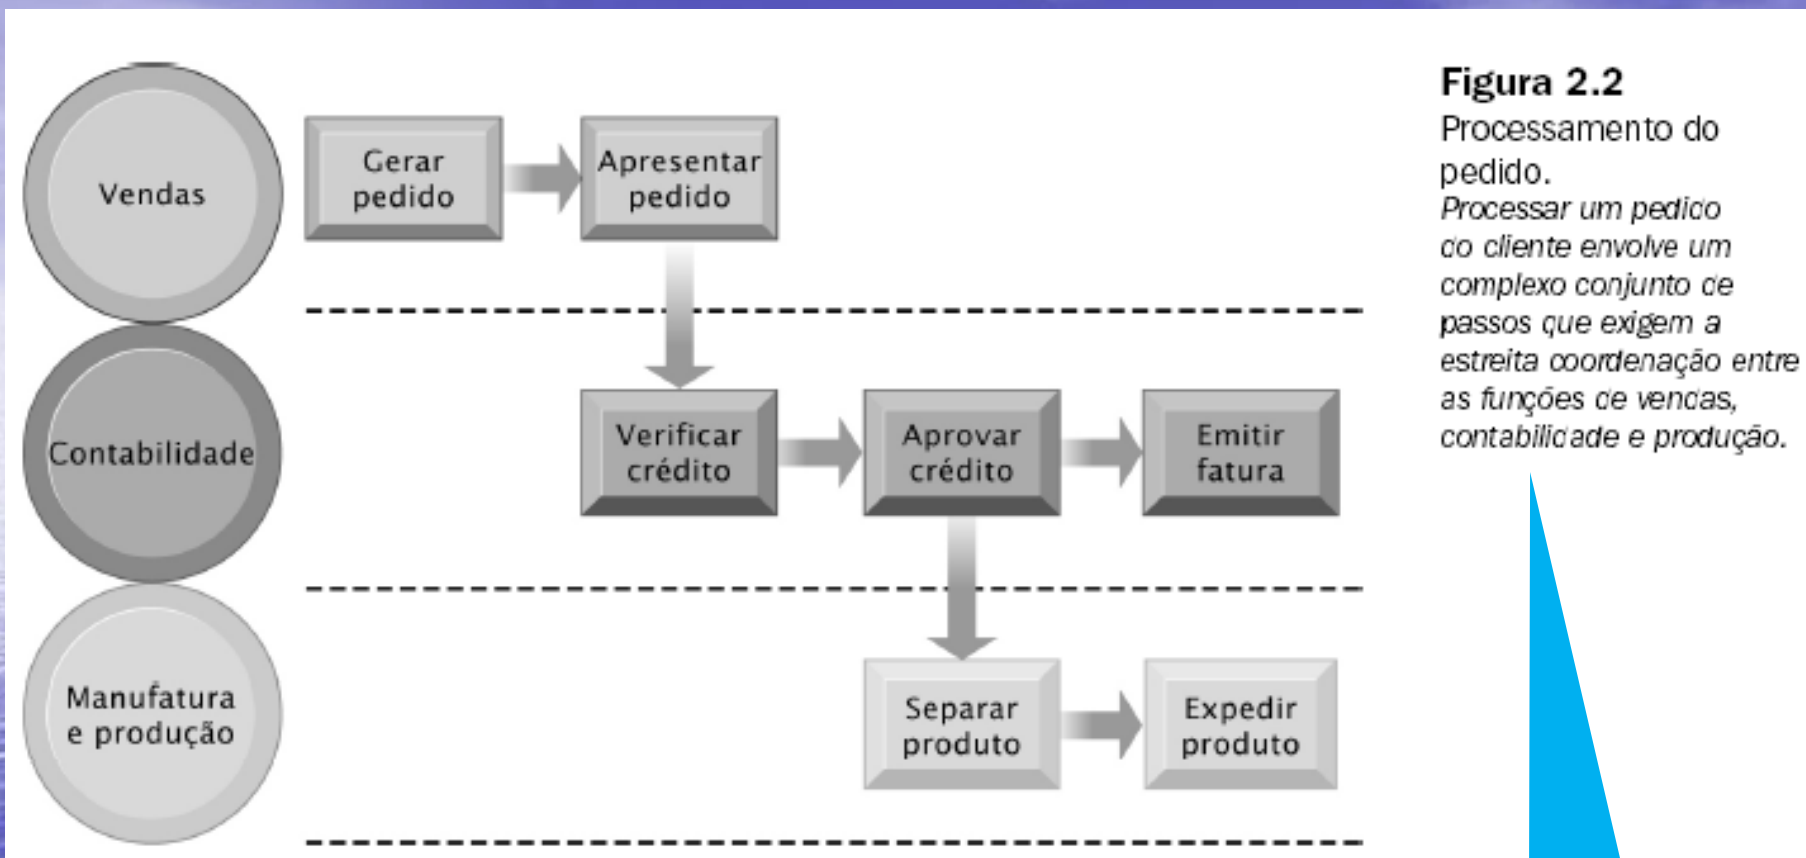 Vendas
Gerar
pedido
Apresentar
pedido
Contabilidade
Verificar
crédito
Aprovar
crédito
Emitir
fatura
Manufatura
e produção
Separar
produto
Expedir
produto
Figura 2.2
Processamento do
pedido.
Processar um pedido
do cliente envolve um
complexo conjunto de
passos que exigem a
estreita coordenação entre
as funções de vendas,
contabilidade e produção.